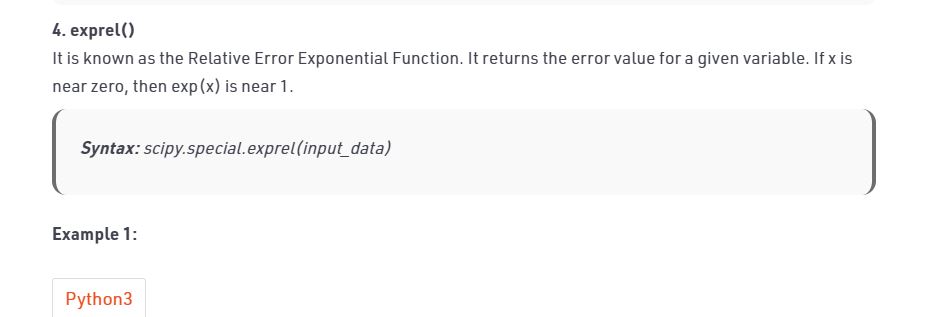 4. exprel()
It is known as the Relative Error Exponential Function. It returns the error value for a given variable. If x is
near zero, then exp(x) is near 1.
Syntax: scipy.special.exprel(input_data)
Example 1:
Python3